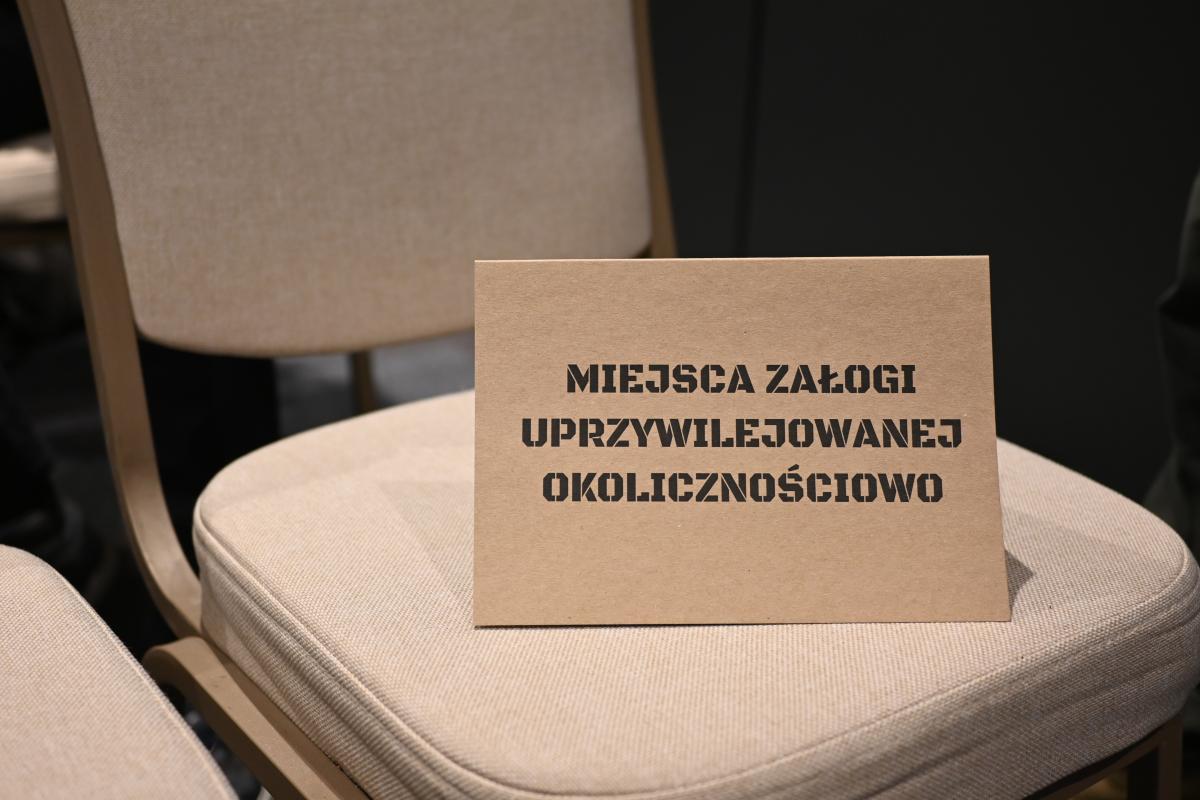 MIEJSCA ZAŁOGI
UPRZYWILEJOWANEJ
OKOLICZNOŚCIOWO